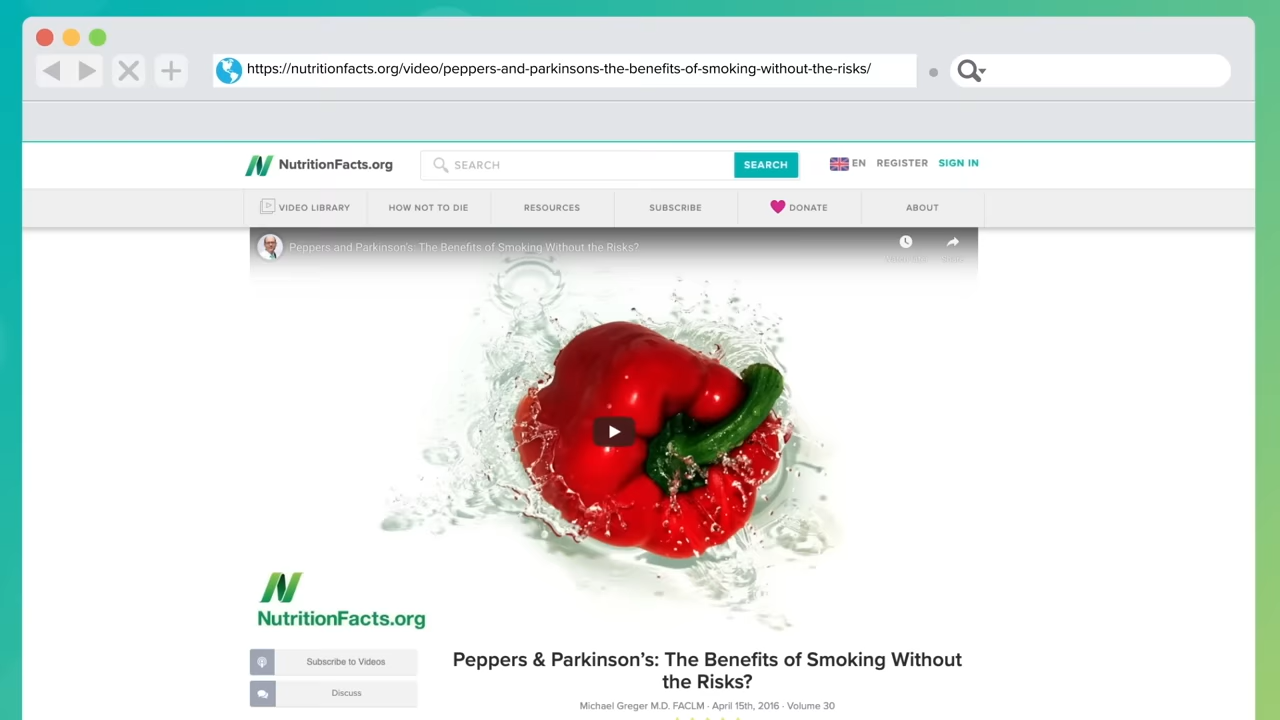 https://nutritionfacts.org/video/peppers-and-parkinsons-the-benefits-of-smoking-without-the-risks/
NutritionFacts.org
SEARCH
SEARCH
EN
REGISTER
SIGN IN
VIDEO LIBRARY
HOW NOT TO DIE
RESOURCES
SUBSCRIBE
DONATE
ABOUT
Peppers and Parkinson's: The Benefits of Smoking Without the Risks?
NutritionFacts.org
Subscribe to Videos
Discuss
Peppers & Parkinson's: The Benefits of Smoking Without
the Risks?
Michael Greger M.D. FACLM · April 15th, 2016 · Volume 30